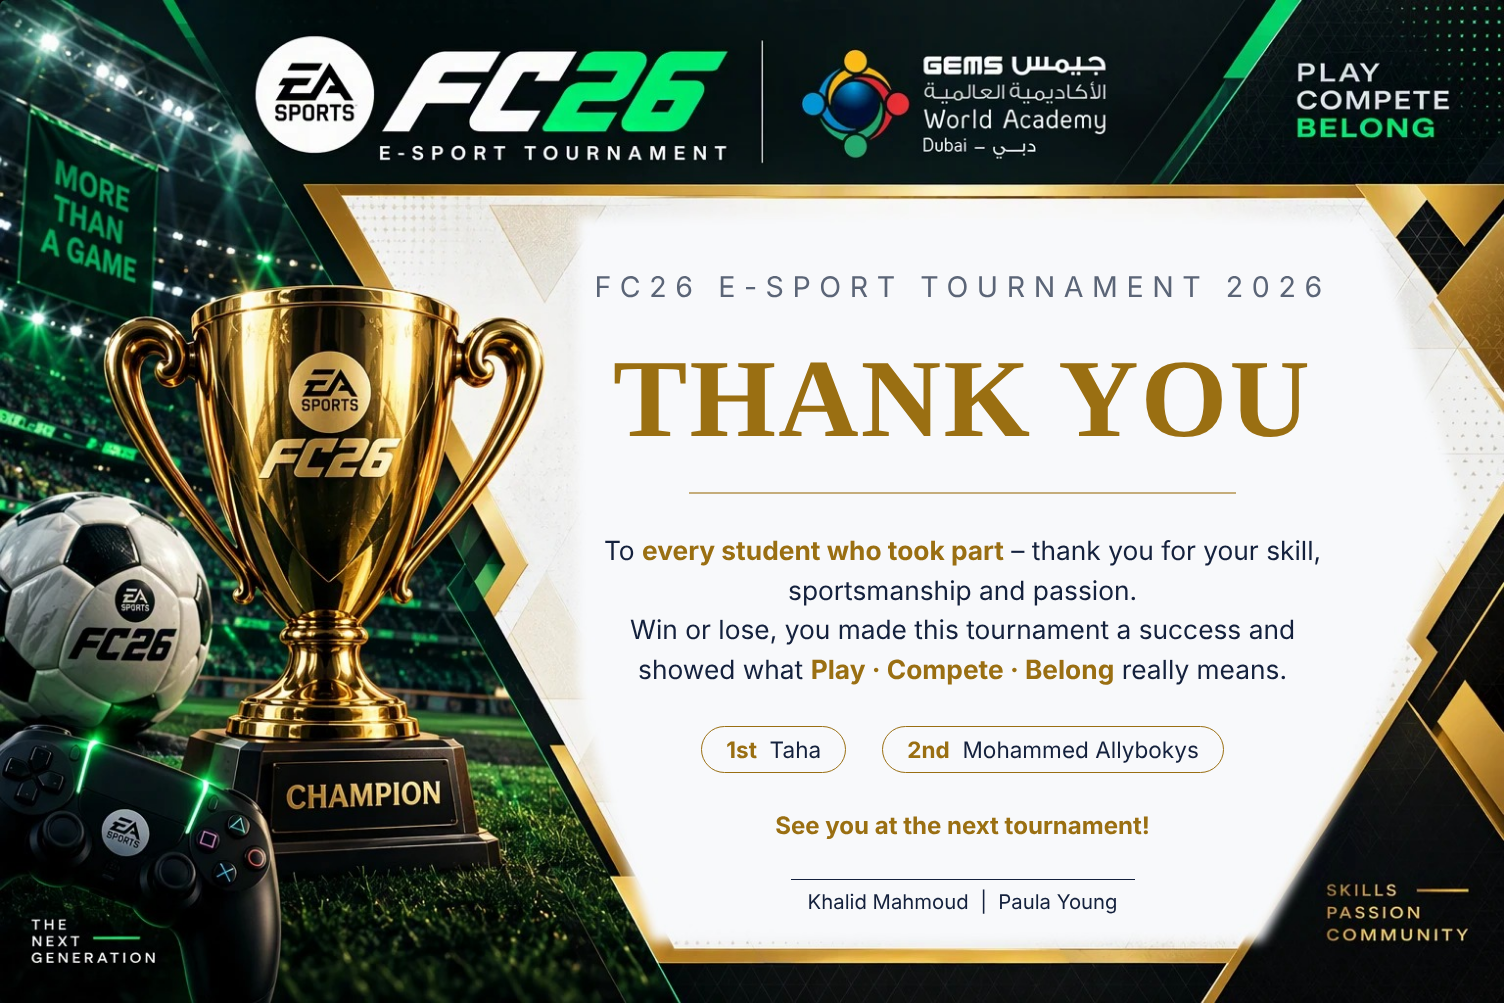 EA
SPORTS
FC26
E-SPORT TOURNAMENT
GEMS جيمس
الأكاديمية العالمية
World Academy
Dubai – دبي
PLAY
COMPETE
BELONG
MORE
THAN
A GAME
FC26 E-SPORT TOURNAMENT 2026
THANK YOU
To every student who took part – thank you for your skill,
sportsmanship and passion.
Win or lose, you made this tournament a success and
showed what Play · Compete · Belong really means.
1st Taha
2nd Mohammed Allybokys
See you at the next tournament!
Khalid Mahmoud | Paula Young
EA
SPORTS
FC26
CHAMPION
EA
SPORTS
FC26
EA
SPORTS
THE
NEXT
GENERATION
SKILLS
PASSION
COMMUNITY